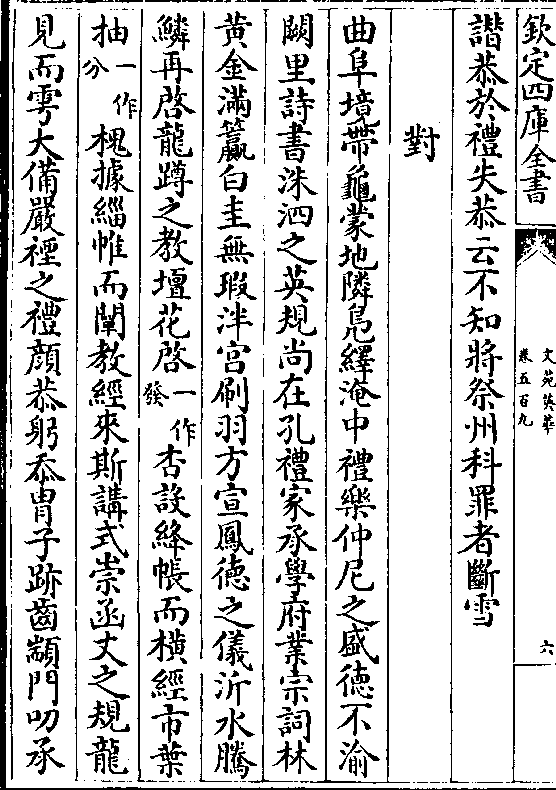 欽定四庫全書
文苑英華
卷五百九
六
諧恭於禮失恭云不知將祭州科罪者斷雪
對
曲阜境帶龜蒙地隣鳬繹淹中禮樂仲尼之盛德不渝
闕里詩書洙泗之英規尚在孔禮家承學府業宗詞林
黄金滿籯白圭無瑕泮宫刷羽方宣鳳德之儀沂水騰
鱗再啓龍蹲之教壇花啓一作發杏設絳帳而橫經市葉
抽一作分槐據緇帷而闡教經來斯講式崇函丈之規龍
見而雩大備嚴禋之禮顔恭躬忝胄子跡齒顓門叨承